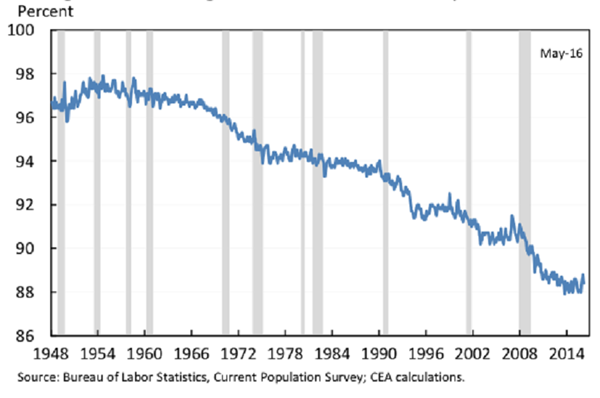 Percent
100
98
May-16
96
94
92
90
88
86
1948 1954 1960 1966 1972 1978 1984 1990 1996 2002 2008 2014
Source: Bureau of Labor Statistics, Current Population Survey; CEA calculations.